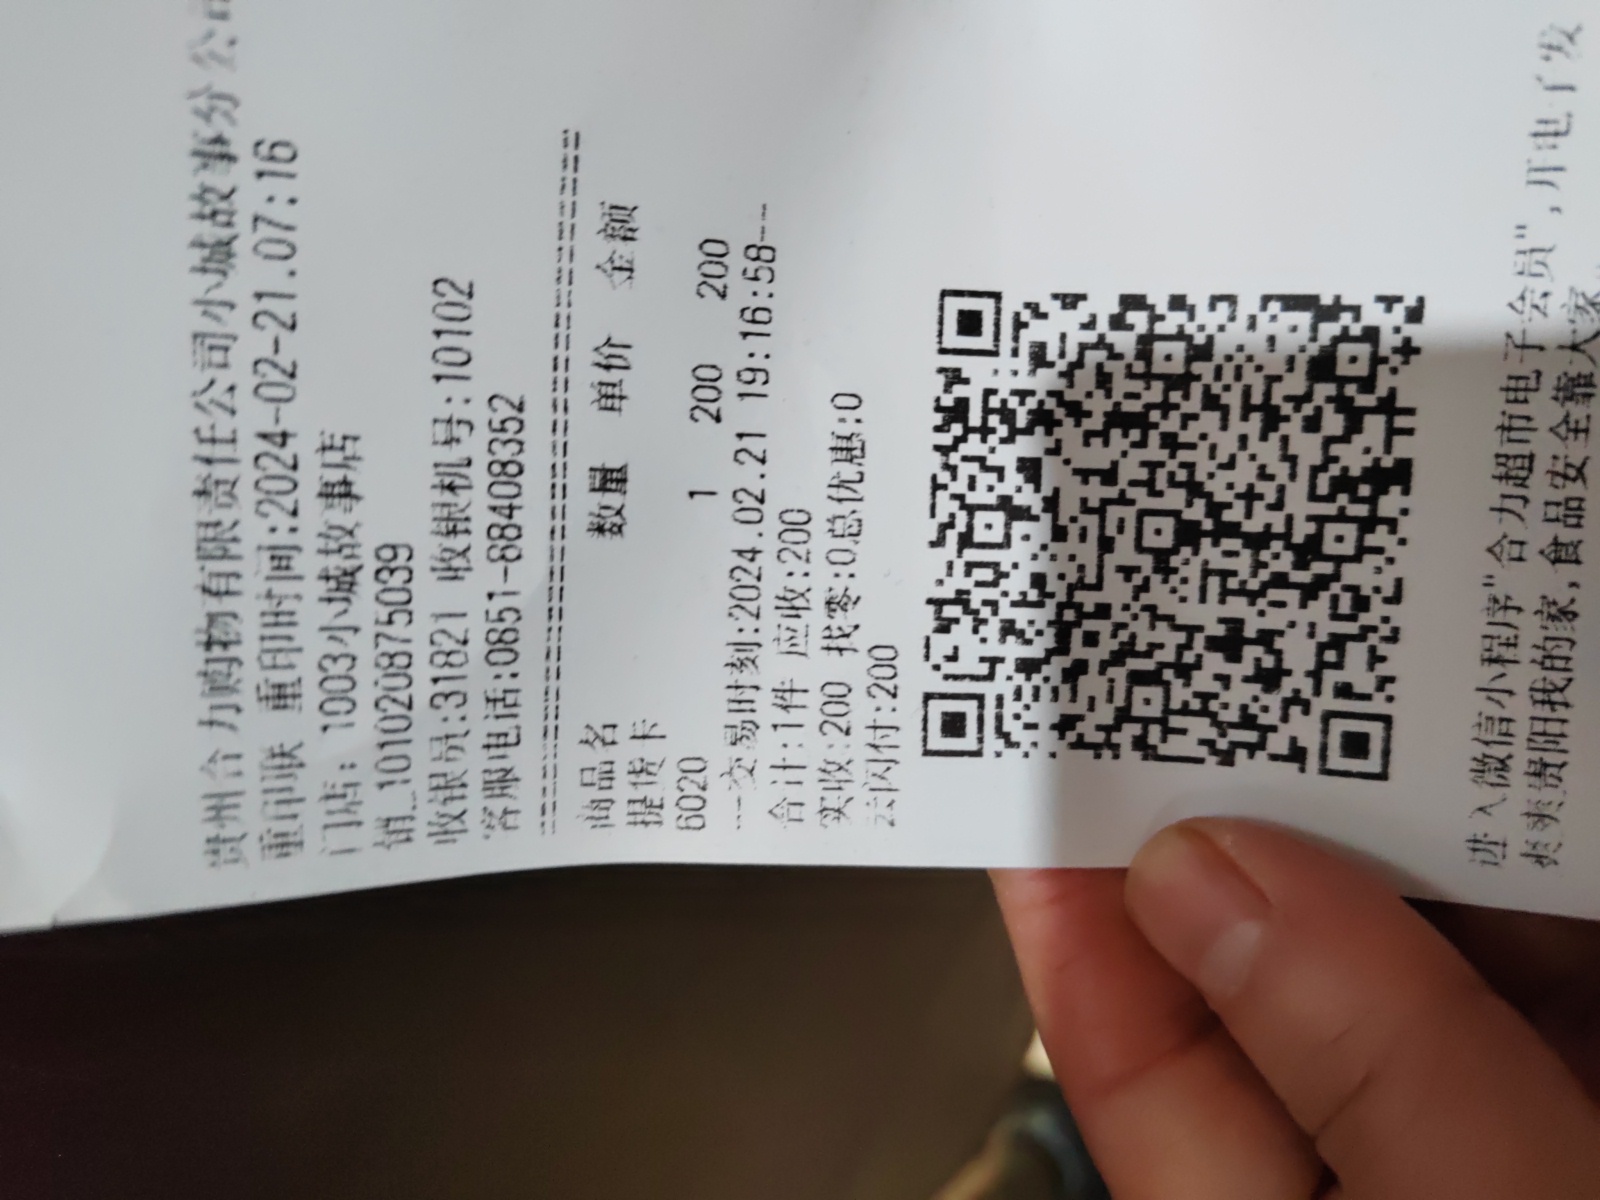 贵州合力购物有限责任公司小城故事分公司
重印联 重印时间:2024-02-21.07:16
门店: 1003小城故事店
销_1010208875039
收银员:31821 收银机号:10102
客服电话:0851-88408352
商品名 数量 单价 金额
提货卡
6020 1 200 200
---交易时刻:2024.02.21 19:16:58---
合计:1件 应收:200
实收:200 找零:0总优惠:0
云闪付:200
进入微信小程序"合力超市电子会员",开电子发
爽爽贵阳我的家,食品安全靠大家